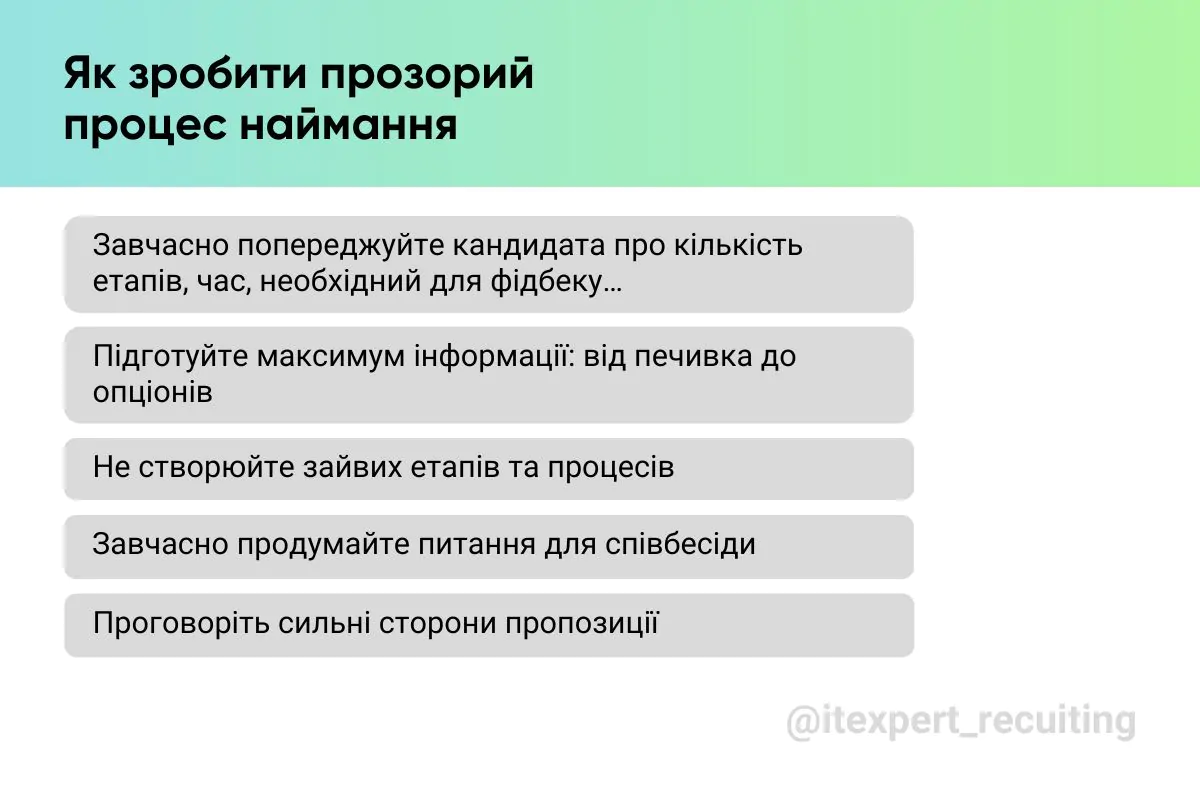 Як зробити прозорий
процес наймання
Завчасно попереджуйте кандидата про кількість
етапів, час, необхідний для фідбеку…
Підготуйте максимум інформації: від печивка до
опціонів
Не створюйте зайвих етапів та процесів
Завчасно продумайте питання для співбесіди
Проговоріть сильні сторони пропозиції
@itexpert_recuiting